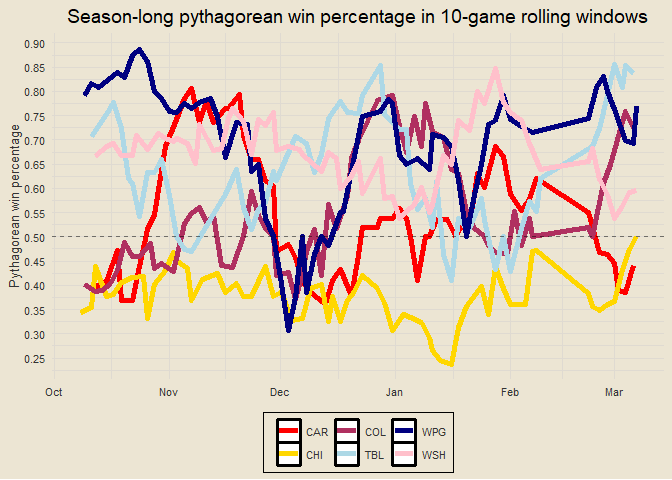 Season-long pythagorean win percentage in 10-game rolling windows
Pythagorean win percentage
0.90
0.85
0.80
0.75
0.70
0.65
0.60
0.55
0.50
0.45
0.40
0.35
0.30
0.25
Oct Nov Dec Jan Feb Mar
CAR COL WPG
CHI TBL WSH